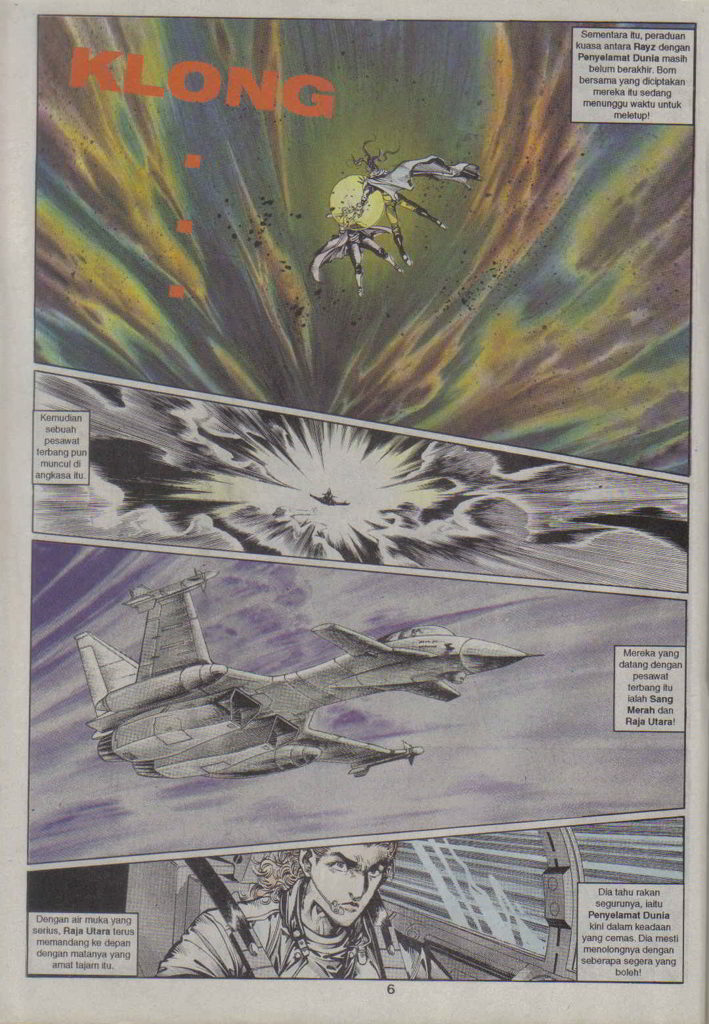 KLONG
Sementara itu, peraduan
kuasa antara Rayz dengan
Penyelamat Dunia masih
belum berakhir. Bom
bersama yang diciptakan
mereka itu sedang
menunggu waktu untuk
meletup!
Kemudian
sebuah
pesawat
terbang pun
muncul di
angkasa itu.
Mereka yang
datang dengan
pesawat
terbang itu
ialah Sang
Merah dan
Raja Utara!
Dengan air muka yang
serius, Raja Utara terus
memandang ke depan
dengan matanya yang
amat tajam itu.
Dia tahu rakan
segurunya, iaitu
Penyelamat Dunia
kini dalam keadaan
yang cemas. Dia mesti
menolongnya dengan
seberapa segera yang
boleh!
6